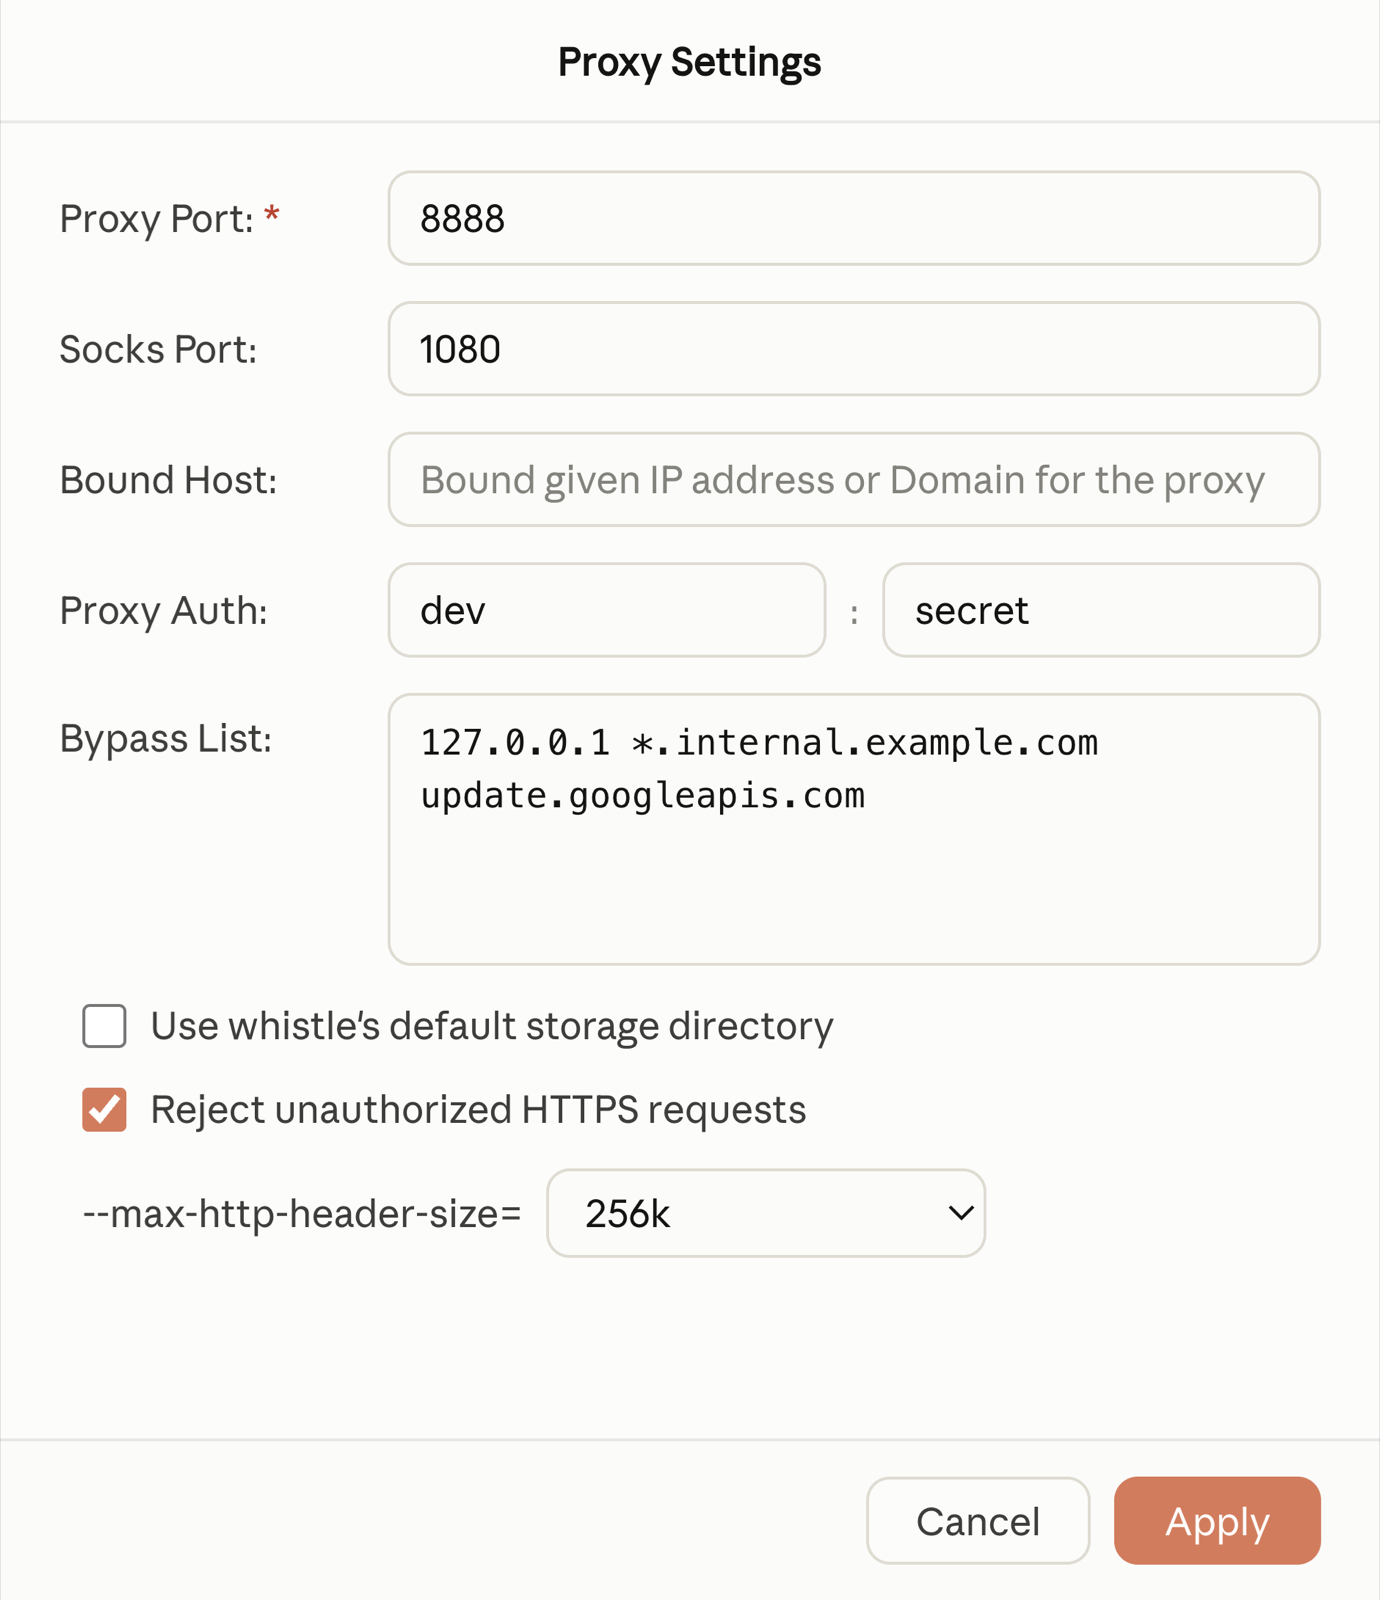 Proxy Settings
Proxy Port: * 8888
Socks Port: 1080
Bound Host: Bound given IP address or Domain for the proxy
Proxy Auth: dev : secret
Bypass List: 127.0.0.1 *.internal.example.com
update.googleapis.com
Use whistle's default storage directory
Reject unauthorized HTTPS requests
--max-http-header-size= 256k
Cancel Apply